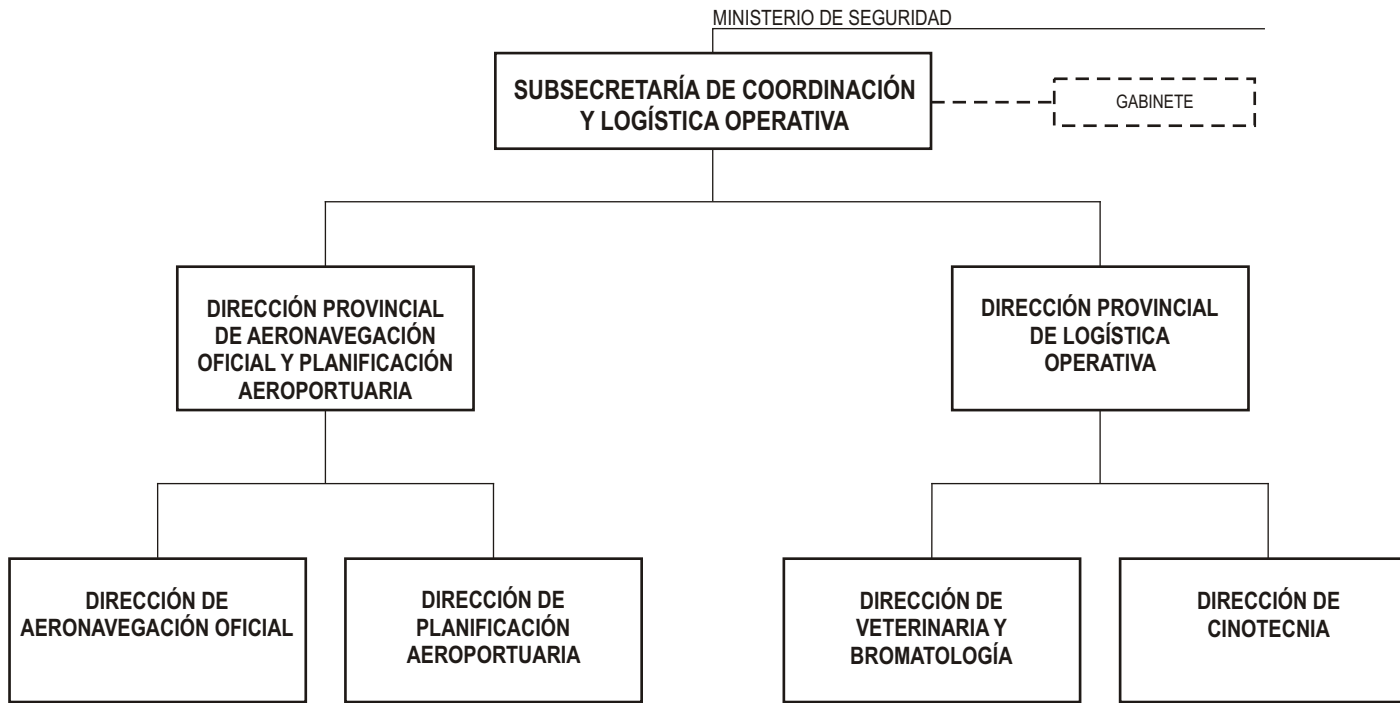 MINISTERIO DE SEGURIDAD
SUBSECRETARÍA DE COORDINACIÓN
Y LOGÍSTICA OPERATIVA
GABINETE
DIRECCIÓN PROVINCIAL
DE AERONAVEGACIÓN
OFICIAL Y PLANIFICACIÓN
AEROPORTUARIA
DIRECCIÓN PROVINCIAL
DE LOGÍSTICA
OPERATIVA
DIRECCIÓN DE
AERONAVEGACIÓN OFICIAL
DIRECCIÓN DE
PLANIFICACIÓN
AEROPORTUARIA
DIRECCIÓN DE
VETERINARIA Y
BROMATOLOGÍA
DIRECCIÓN DE
CINOTECNIA